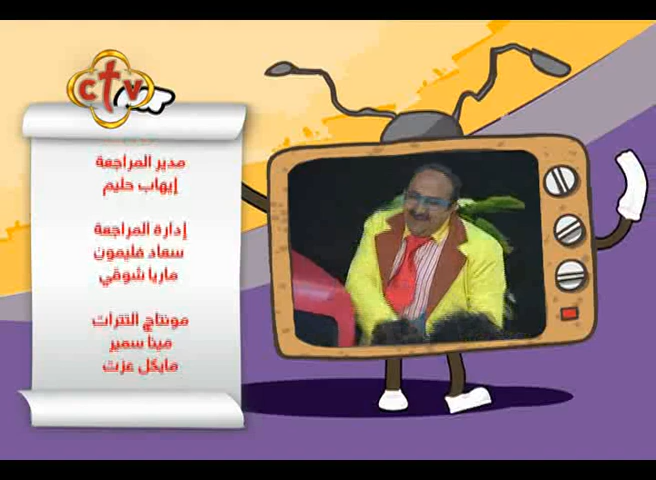 ctv
مدير المراجعة
إيهاب حليم
إدارة المراجعة
سعاد فليمون
ماريا شوقي
مونتاج التترات
مينا سمير
مايكل عزت